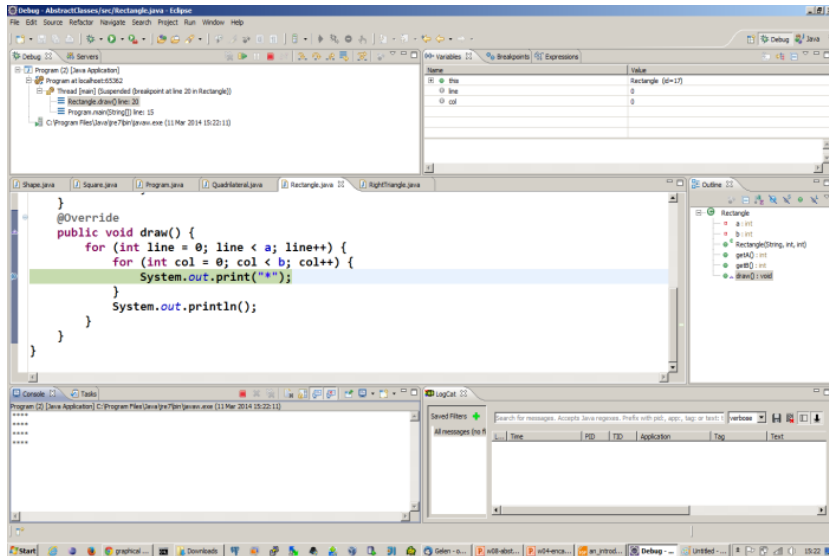 Debug - AbstractClasses/src/Rectangle.java - Eclipse
File Edit Source Refactor Navigate Search Project Run Window Help
Debug Java
Debug Servers
Program (2) [Java Application]
Program at localhost:65362
Thread [main] (Suspended (breakpoint at line 20 in Rectangle))
Rectangle.draw() line: 20
Program.main(String[]) line: 15
C:\Program Files\Java\jre7\bin\javaw.exe (11 Mar 2014 15:22:11)
Variables Breakpoints Expressions
Name Value
this Rectangle (id=17)
line 0
col 0
Shape.java Square.java Program.java Quadrilateral.java Rectangle.java RightTriangle.java
}
@Override
public void draw() {
for (int line = 0; line < a; line++) {
for (int col = 0; col < b; col++) {
System.out.print("*");
}
System.out.println();
}
}
}
Outline
Rectangle
a : int
b : int
Rectangle(String, int, int)
getA() : int
getB() : int
draw() : void
Console Tasks
Program (2) [Java Application] C:\Program Files\Java\jre7\bin\javaw.exe (11 Mar 2014 15:22:11)
****
****
****
****
LogCat
Saved Filters
All messages (no fi
Search for messages. Accepts Java regexes. Prefix with pid:, app:, tag: or text: t
verbose
L... Time PID TID Application Tag Text
Start graphical ... Downloads Gelen - o... w08-abst... w04-enca... an_introd... Debug - ... Untitled - ... 15:22